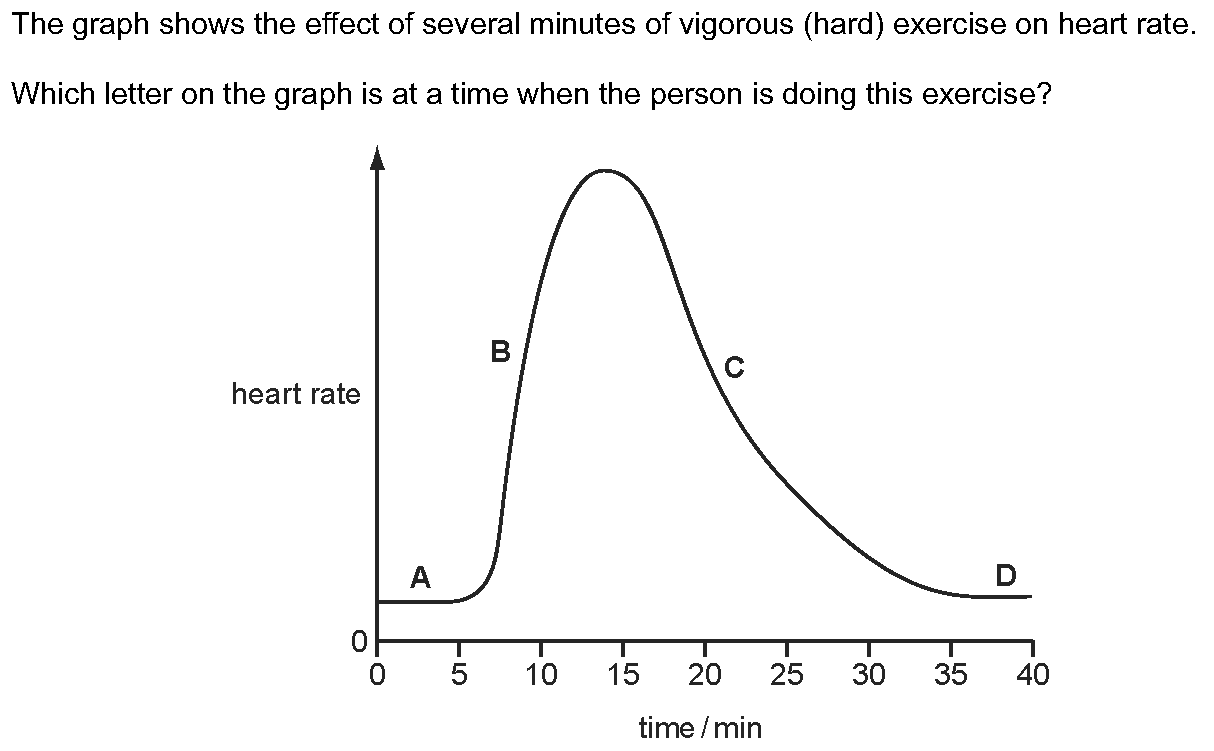 The graph shows the effect of several minutes of vigorous (hard) exercise on heart rate.
Which letter on the graph is at a time when the person is doing this exercise?
B
C
heart rate
A
D
0
0 5 10 15 20 25 30 35 40
time / min